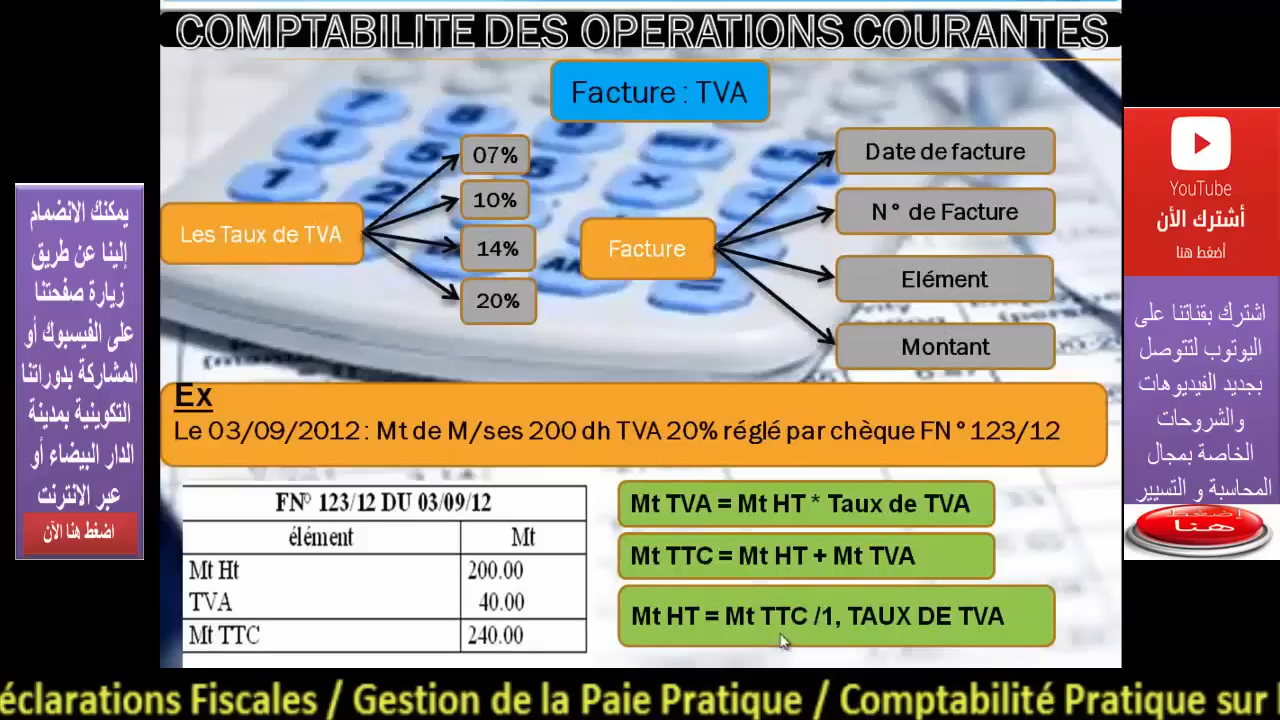 COMPTABILITE DES OPERATIONS COURANTES
Facture : TVA
Les Taux de TVA
07%
10%
14%
20%
Facture
Date de facture
N° de Facture
Elément
Montant
Ex
Le 03/09/2012 : Mt de M/ses 200 dh TVA 20% réglé par chèque FN°123/12
FN° 123/12 DU 03/09/12
élément Mt
Mt Ht 200.00
TVA 40.00
Mt TTC 240.00
Mt TVA = Mt HT * Taux de TVA
Mt TTC = Mt HT + Mt TVA
Mt HT = Mt TTC /1, TAUX DE TVA
يمكنك الانضمام
إلينا عن طريق
زيارة صفحتنا
على الفيسبوك أو
المشاركة بدوراتنا
التكوينية بمدينة
الدار البيضاء أو
عبر الانترنت
اضغط هنا الآن
YouTube
أشترك الأن
أضغط هنا
اشترك بقناتنا على
اليوتوب لتتوصل
بجديد الفيديوهات
والشروحات
الخاصة بمجال
المحاسبة و التسيير
إضغط
هنا
éclarations Fiscales / Gestion de la Paie Pratique / Comptabilité Pratique sur